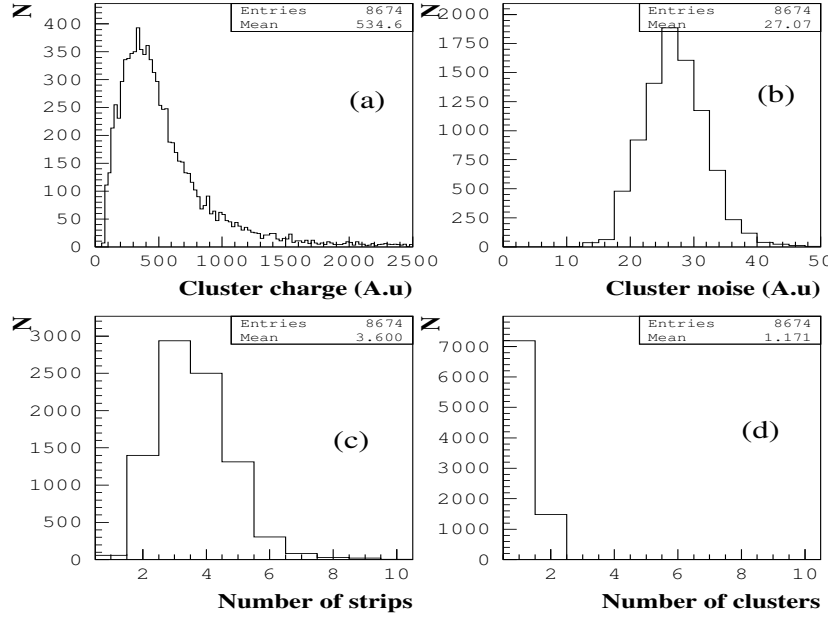 N
Entries 8674
Mean 534.6
400
350
300
250
200
150
100
50
0
(a)
0 500 1000 1500 2000 2500
Cluster charge (A.u)
N
Entries 8674
Mean 27.07
2000
1750
1500
1250
1000
750
500
250
0
(b)
0 10 20 30 40 50
Cluster noise (A.u)
N
Entries 8674
Mean 3.600
3000
2500
2000
1500
1000
500
0
(c)
2 4 6 8 10
Number of strips
N
Entries 8674
Mean 1.171
7000
6000
5000
4000
3000
2000
1000
0
(d)
2 4 6 8 10
Number of clusters